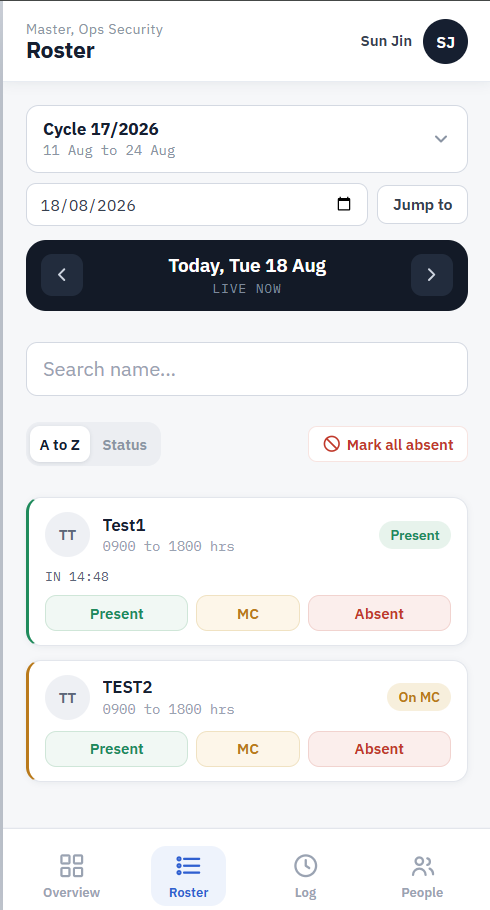 Master, Ops Security
Roster
Sun Jin
SJ
Cycle 17/2026
11 Aug to 24 Aug
18/08/2026
Jump to
Today, Tue 18 Aug
LIVE NOW
Search name...
A to Z
Status
Mark all absent
TT
Test1
0900 to 1800 hrs
Present
IN 14:48
Present
MC
Absent
TT
TEST2
0900 to 1800 hrs
On MC
Present
MC
Absent
Overview
Roster
Log
People